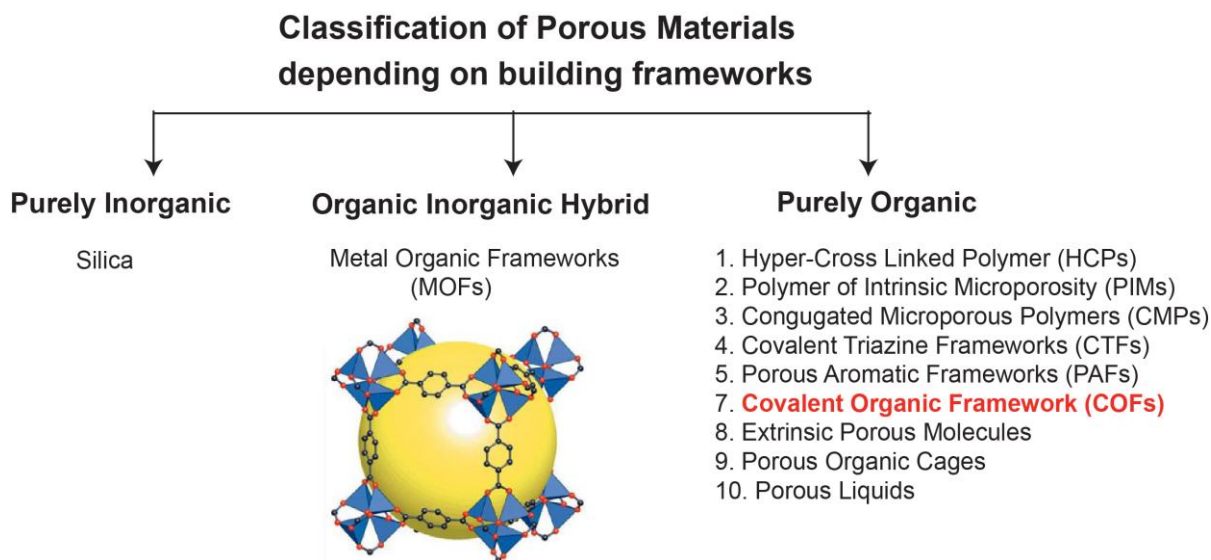 Classification of Porous Materials
depending on building frameworks
Purely Inorganic
Silica
Organic Inorganic Hybrid
Metal Organic Frameworks
(MOFs)
Purely Organic
1. Hyper-Cross Linked Polymer (HCPs)
2. Polymer of Intrinsic Microporosity (PIMs)
3. Congugated Microporous Polymers (CMPs)
4. Covalent Triazine Frameworks (CTFs)
5. Porous Aromatic Frameworks (PAFs)
7. Covalent Organic Framework (COFs)
8. Extrinsic Porous Molecules
9. Porous Organic Cages
10. Porous Liquids